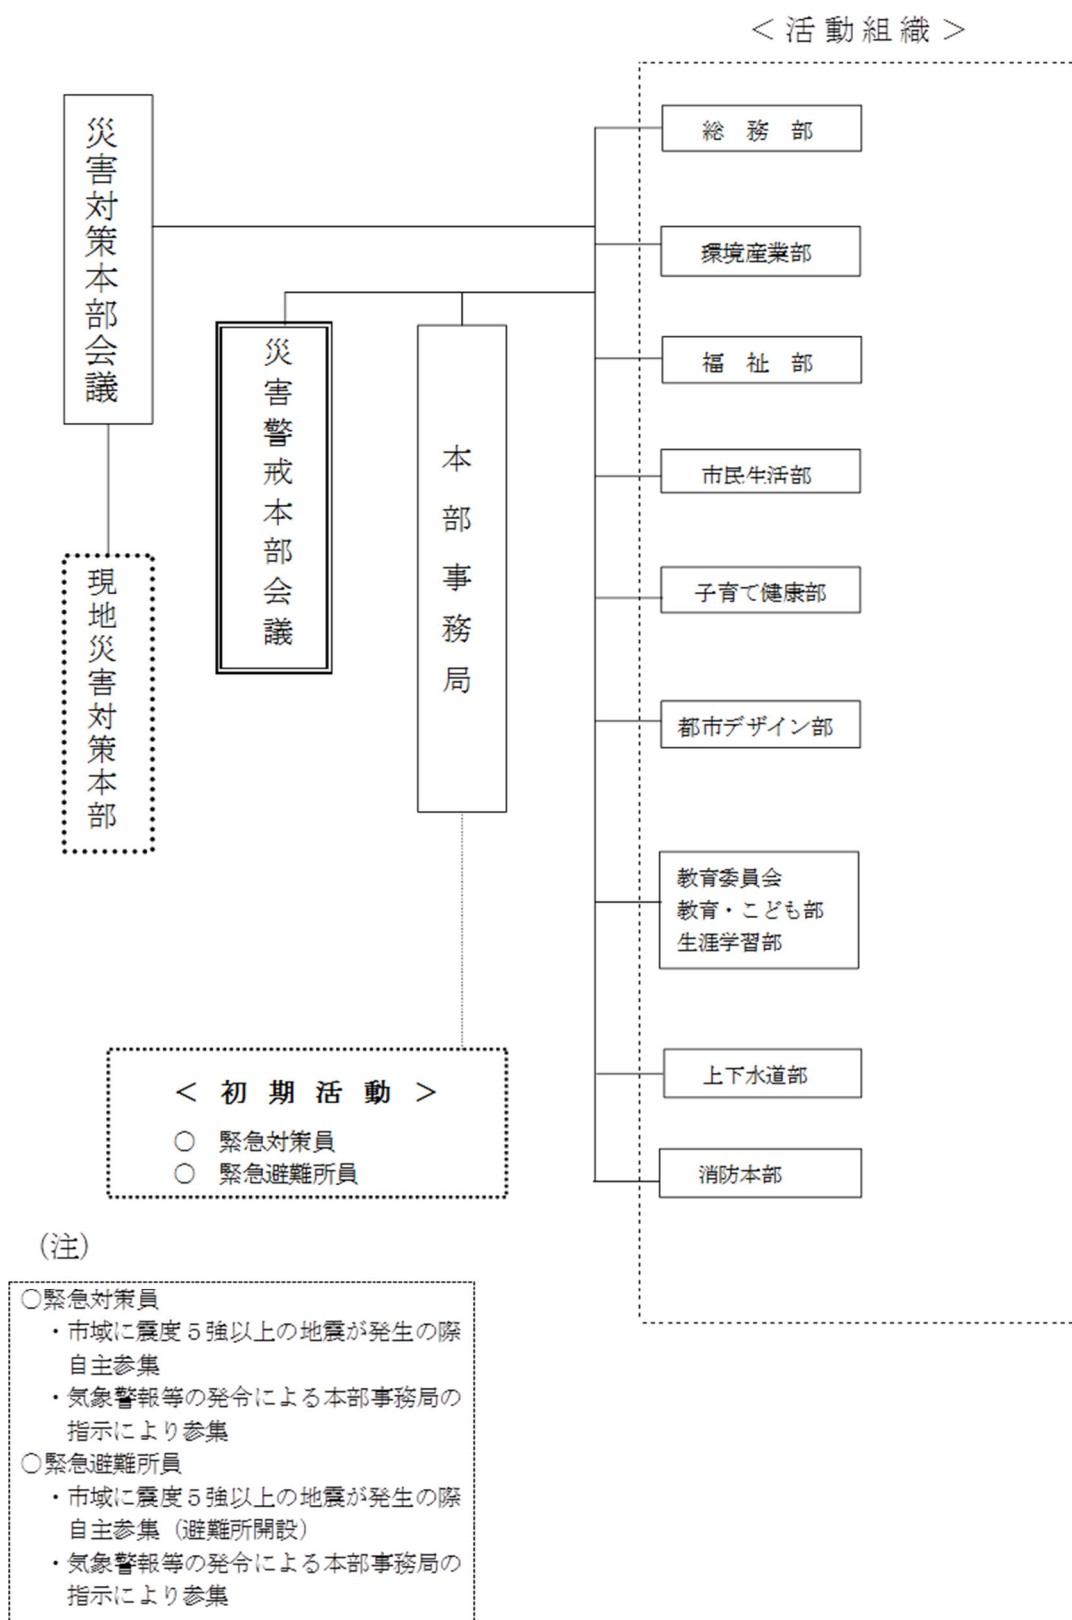 ＜活動組織＞
災害対策本部会議
現地災害対策本部
災害警戒本部会議
本部事務局
総務部
環境産業部
福祉部
市民生活部
子育て健康部
都市デザイン部
教育委員会
教育・こども部
生涯学習部
上下水道部
消防本部
＜初期活動＞
○ 緊急対策員
○ 緊急避難所員
（注）
○緊急対策員
・市域に震度５強以上の地震が発生の際
自主参集
・気象警報等の発令による本部事務局の
指示により参集
○緊急避難所員
・市域に震度５強以上の地震が発生の際
自主参集（避難所開設）
・気象警報等の発令による本部事務局の
指示により参集